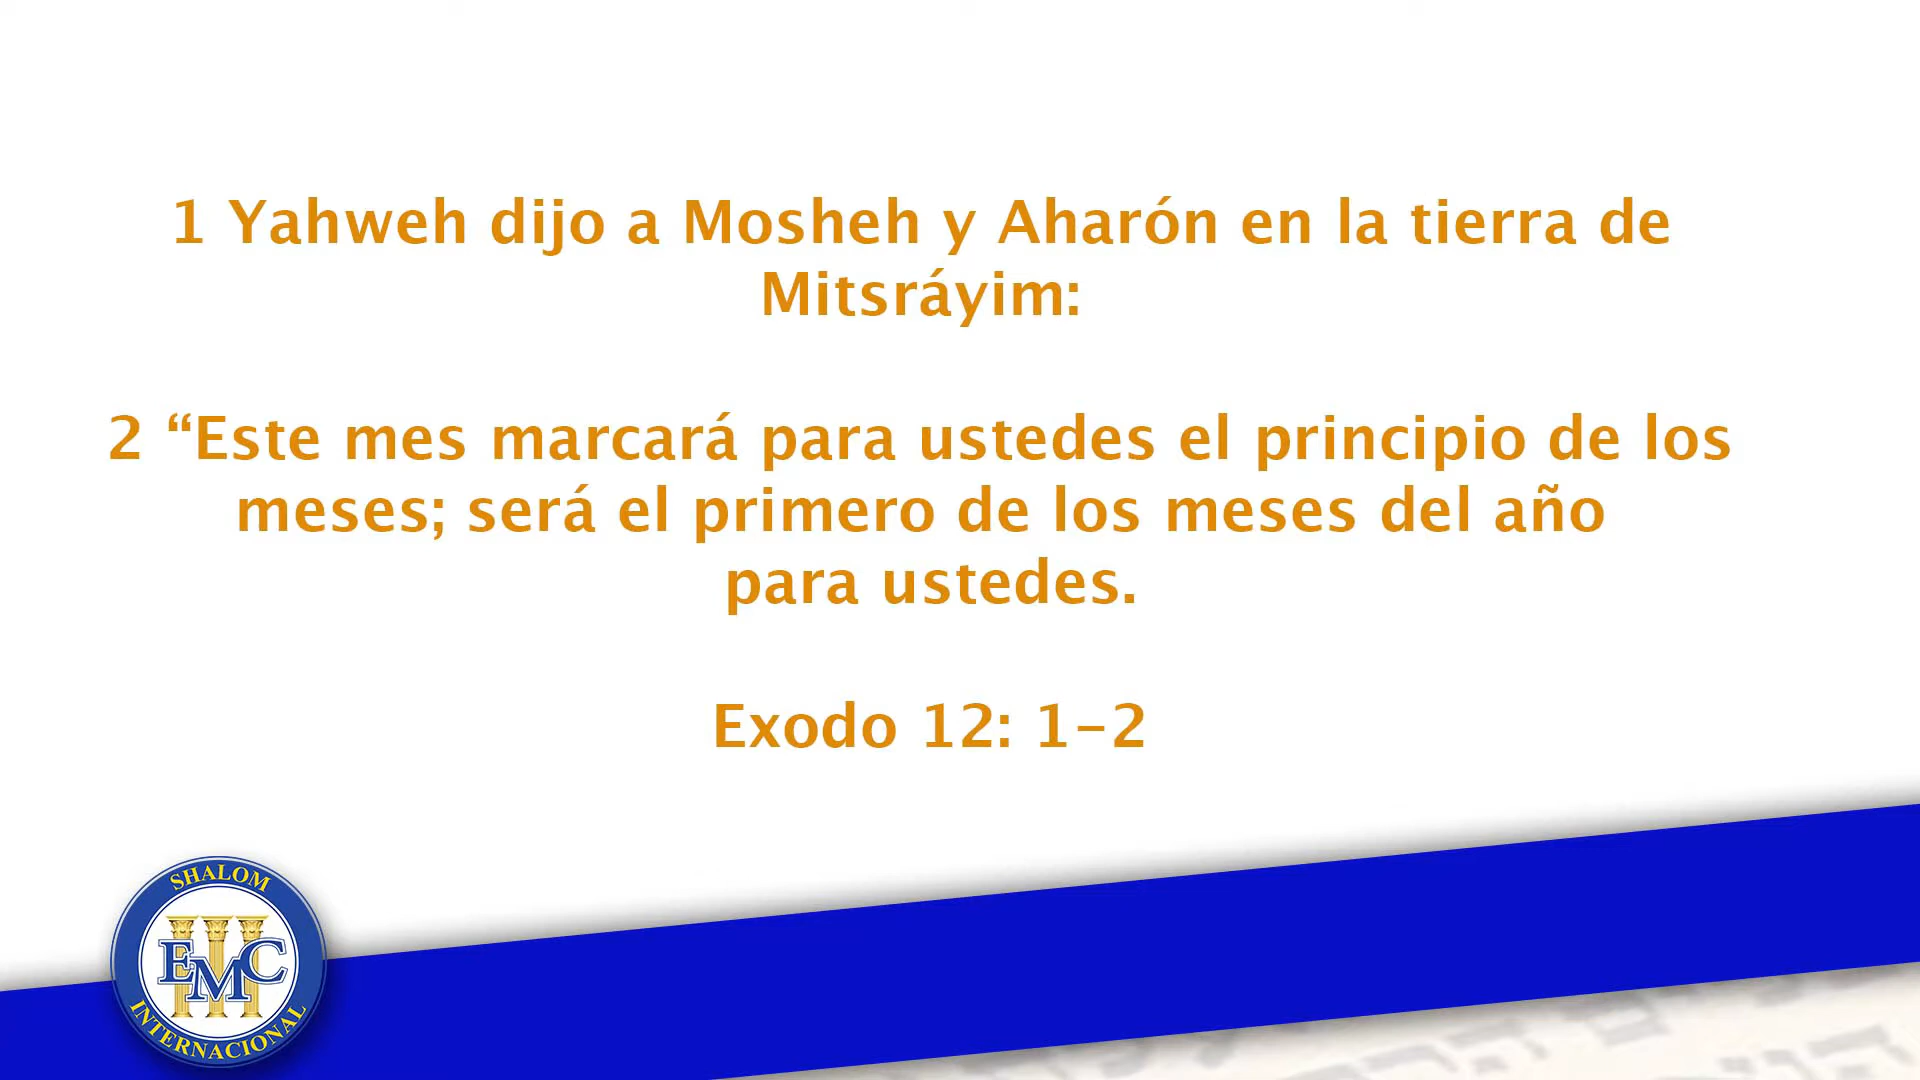 1 Yahweh dijo a Mosheh y Aharón en la tierra de
Mitsráyim:
2 “Este mes marcará para ustedes el principio de los
meses; será el primero de los meses del año
para ustedes.
Exodo 12: 1-2
SHALOM
EMC
INTERNACIONAL